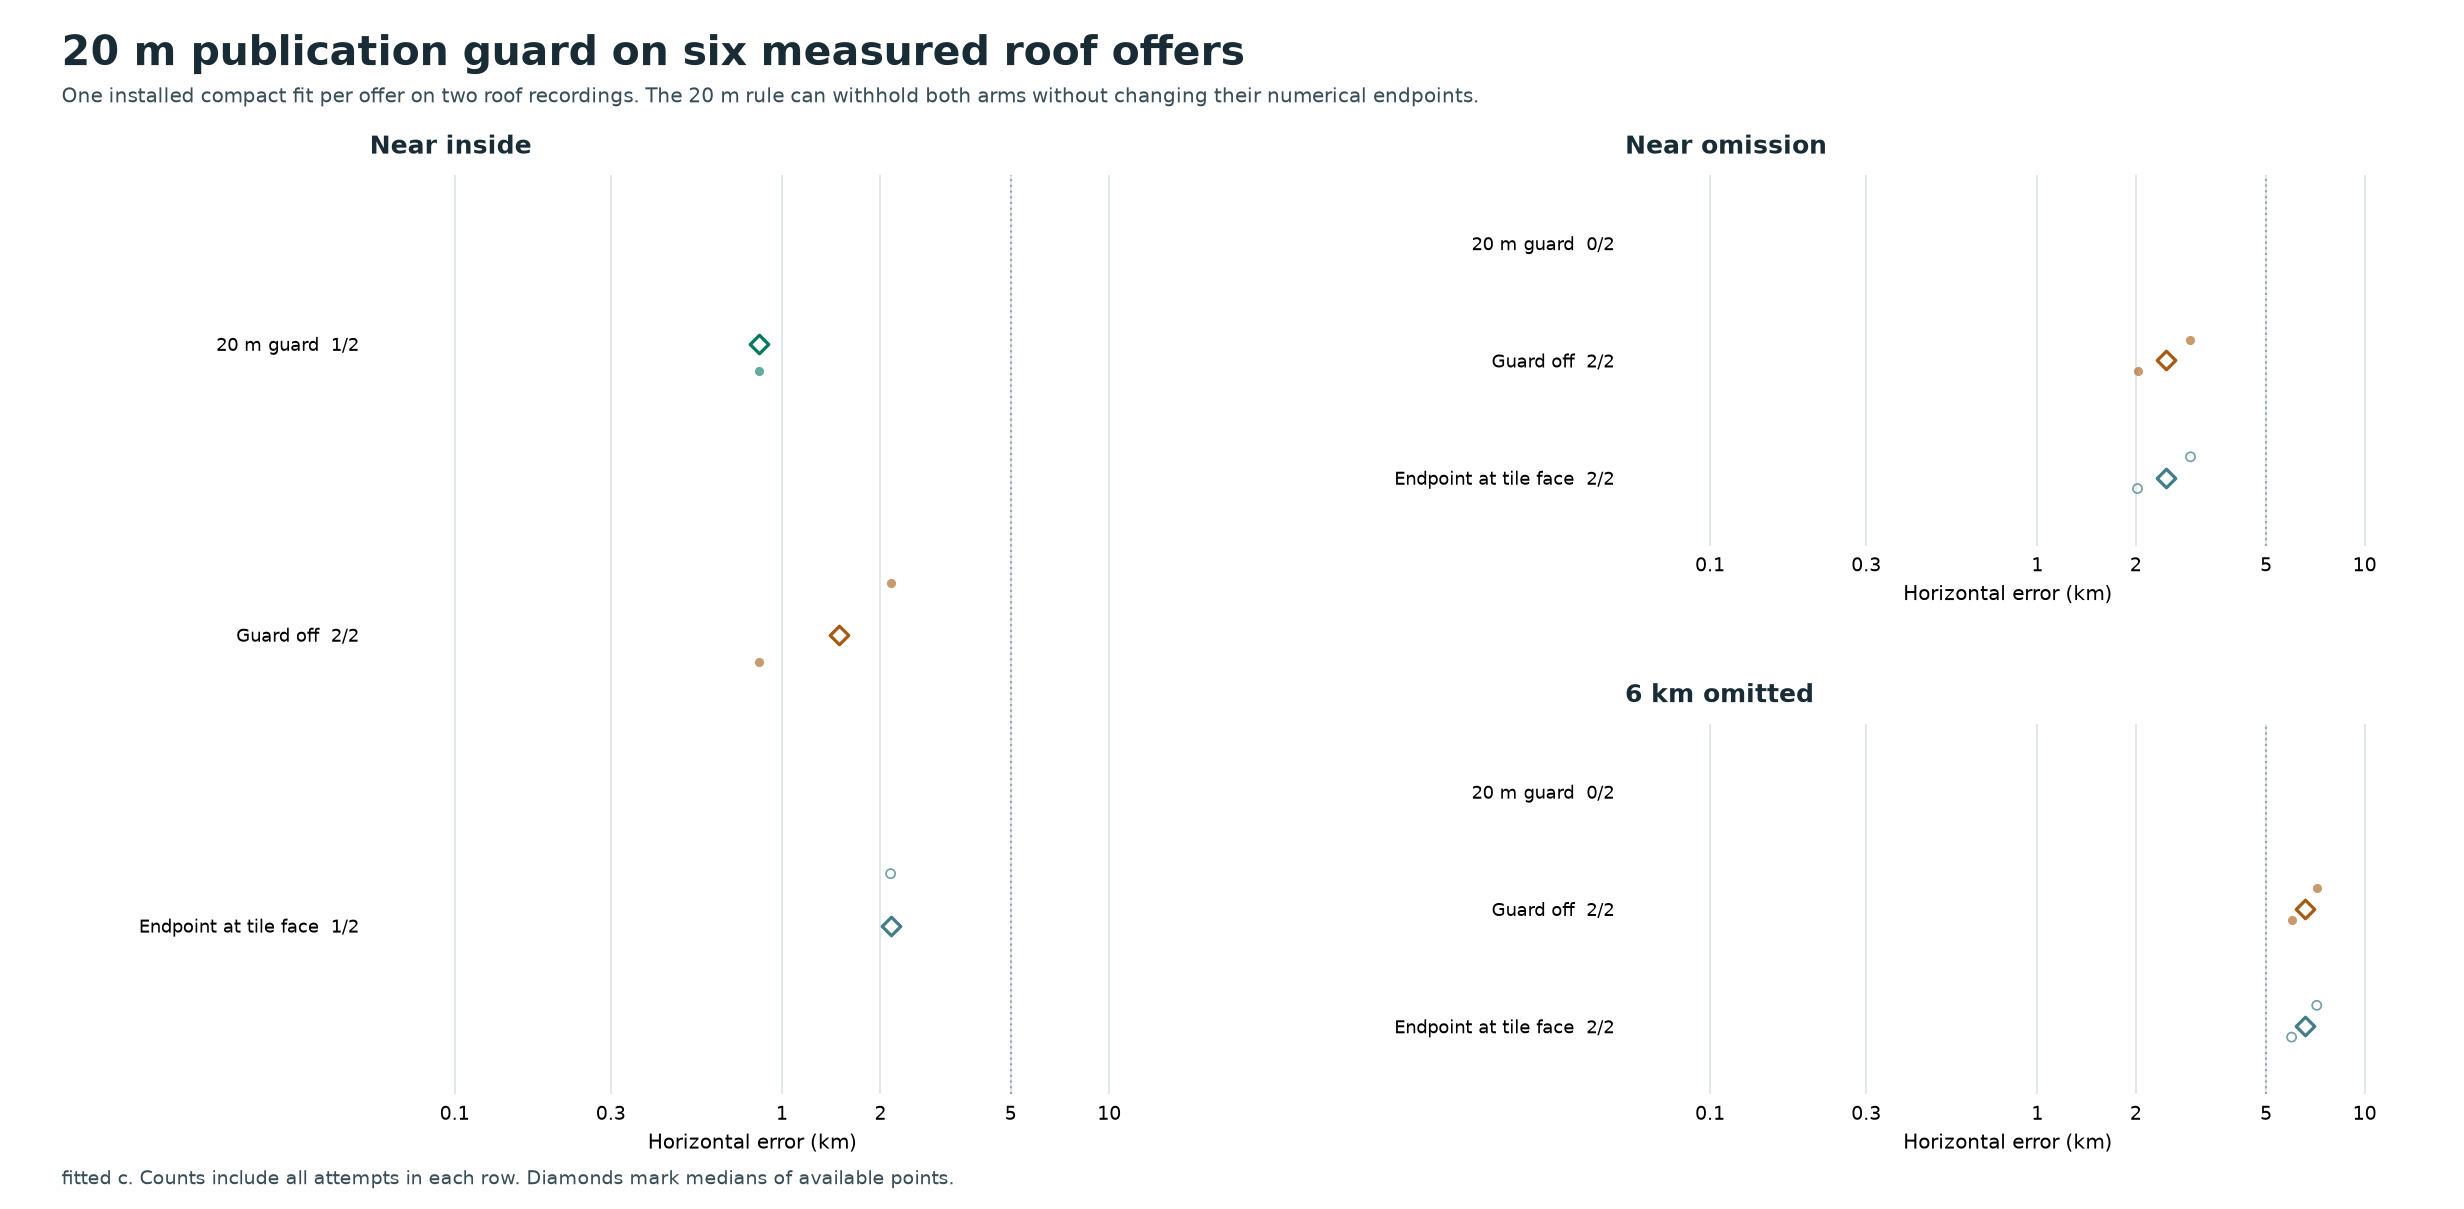 20 m publication guard on six measured roof offers
One installed compact fit per offer on two roof recordings. The 20 m rule can withhold both arms without changing their numerical endpoints.
Near inside
20 m guard 1/2
Guard off 2/2
Endpoint at tile face 1/2
0.1 0.3 1 2 5 10
Horizontal error (km)
Near omission
20 m guard 0/2
Guard off 2/2
Endpoint at tile face 2/2
0.1 0.3 1 2 5 10
Horizontal error (km)
6 km omitted
20 m guard 0/2
Guard off 2/2
Endpoint at tile face 2/2
0.1 0.3 1 2 5 10
Horizontal error (km)
fitted c. Counts include all attempts in each row. Diamonds mark medians of available points.